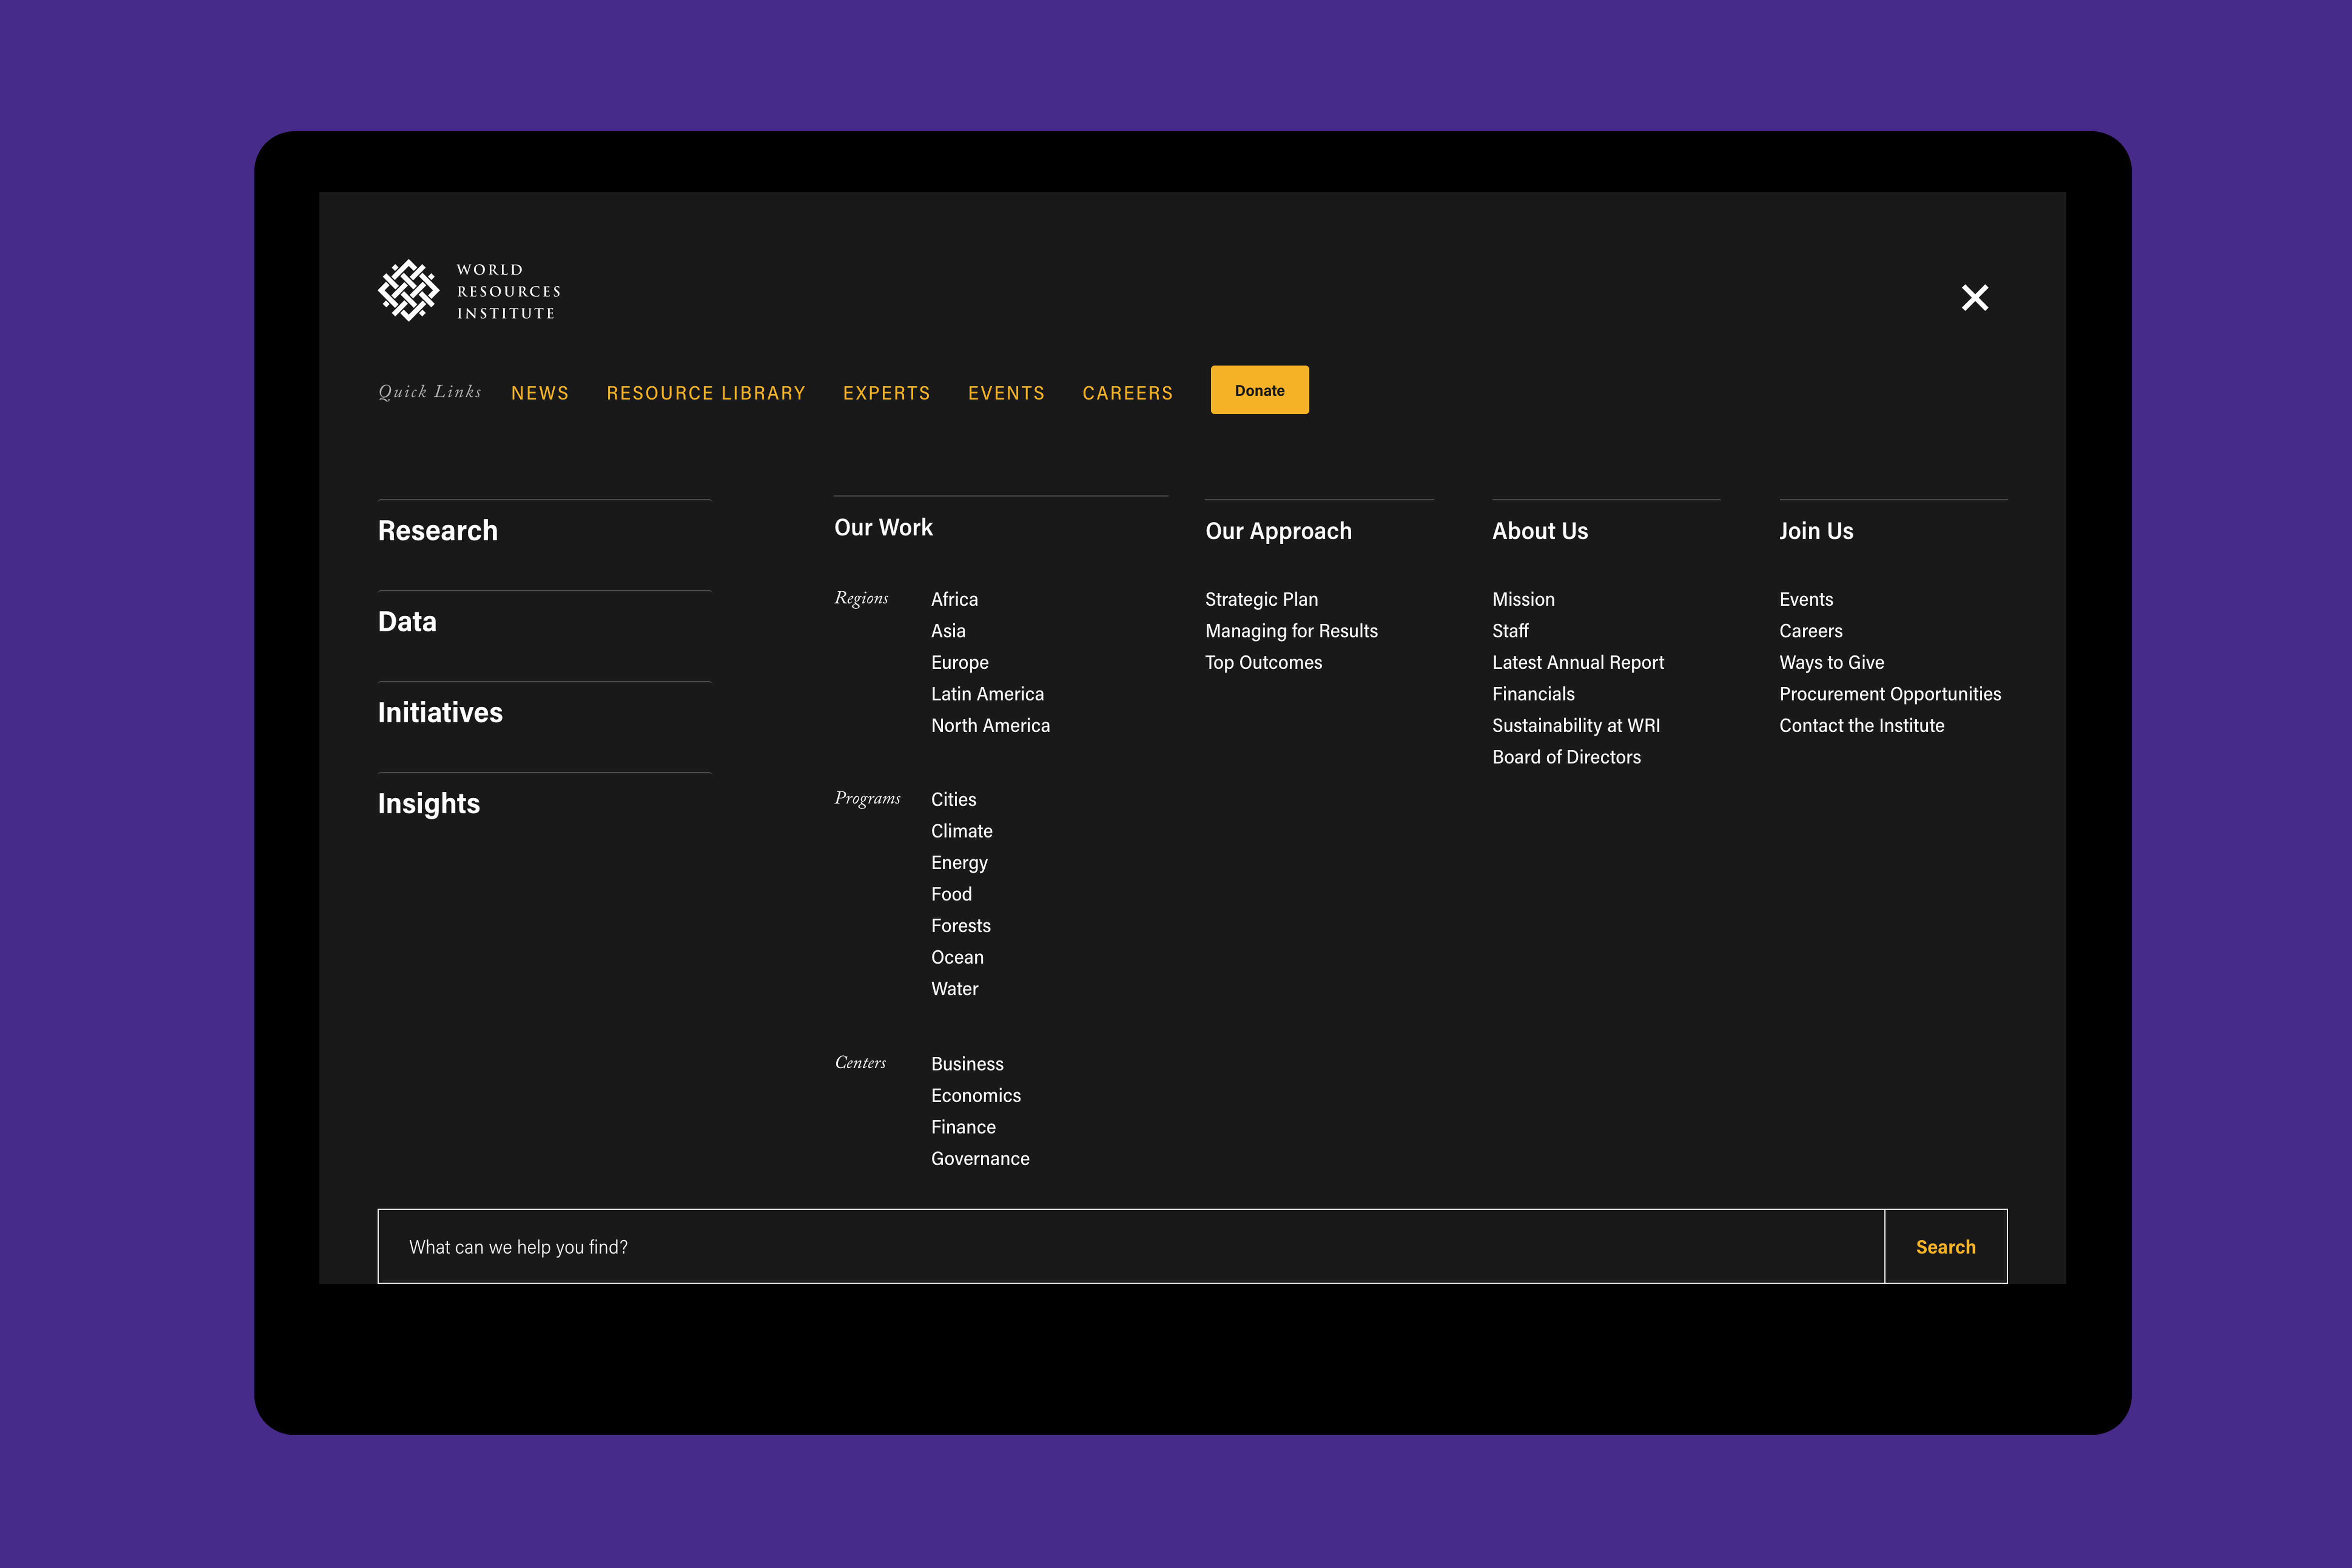 WORLD
RESOURCES
INSTITUTE
Quick Links NEWS RESOURCE LIBRARY EXPERTS EVENTS CAREERS Donate
Research
Data
Initiatives
Insights
Our Work
Regions
Africa
Asia
Europe
Latin America
North America
Programs
Cities
Climate
Energy
Food
Forests
Ocean
Water
Centers
Business
Economics
Finance
Governance
Our Approach
Strategic Plan
Managing for Results
Top Outcomes
About Us
Mission
Staff
Latest Annual Report
Financials
Sustainability at WRI
Board of Directors
Join Us
Events
Careers
Ways to Give
Procurement Opportunities
Contact the Institute
What can we help you find?
Search